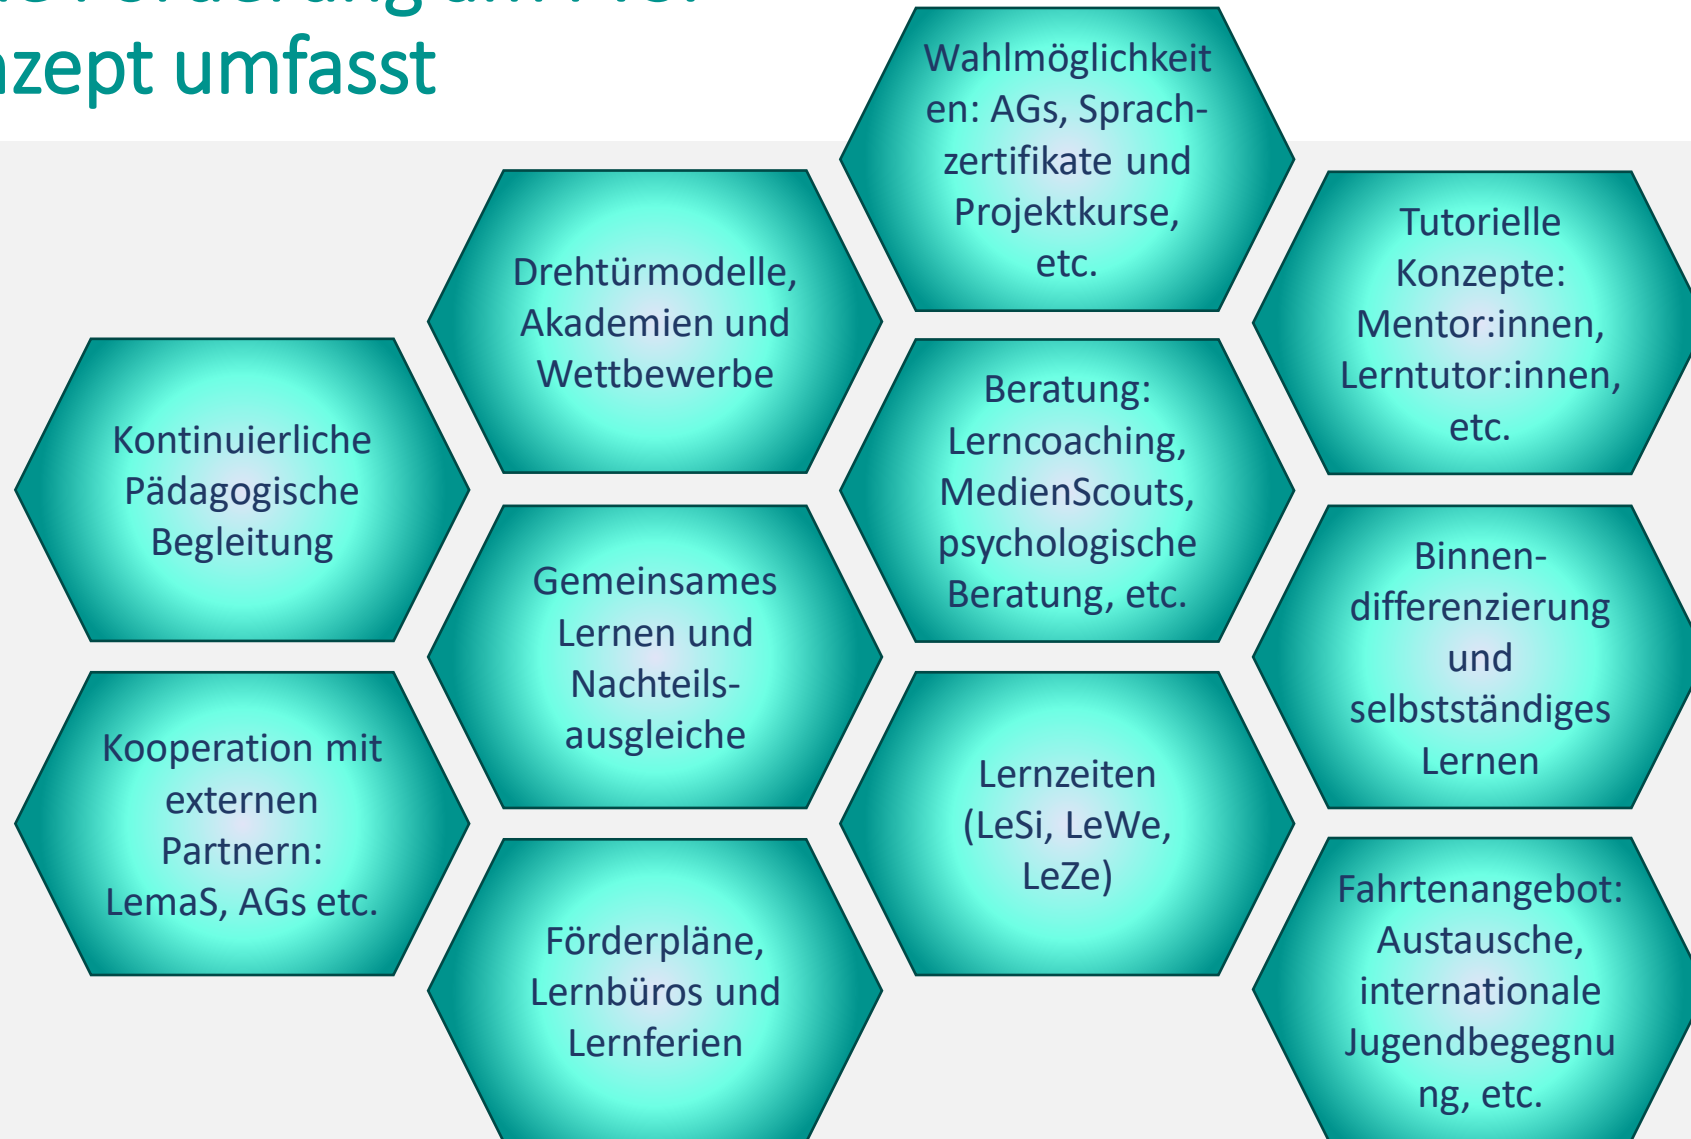 nzept umfasst
Wahlmöglichkeit
en: AGs, Sprach-
zertifikate und
Projektkurse,
etc.
Drehtürmodelle,
Akademien und
Wettbewerbe
Tutorielle
Konzepte:
Mentor:innen,
Lerntutor:innen,
etc.
Kontinuierliche
Pädagogische
Begleitung
Beratung:
Lerncoaching,
MedienScouts,
psychologische
Beratung, etc.
Gemeinsames
Lernen und
Nachteils-
ausgleiche
Binnen-
differenzierung
und
selbstständiges
Lernen
Kooperation mit
externen
Partnern:
LemaS, AGs etc.
Lernzeiten
(LeSi, LeWe,
LeZe)
Förderpläne,
Lernbüros und
Lernferien
Fahrtenangebot:
Austausche,
internationale
Jugendbegegnu
ng, etc.